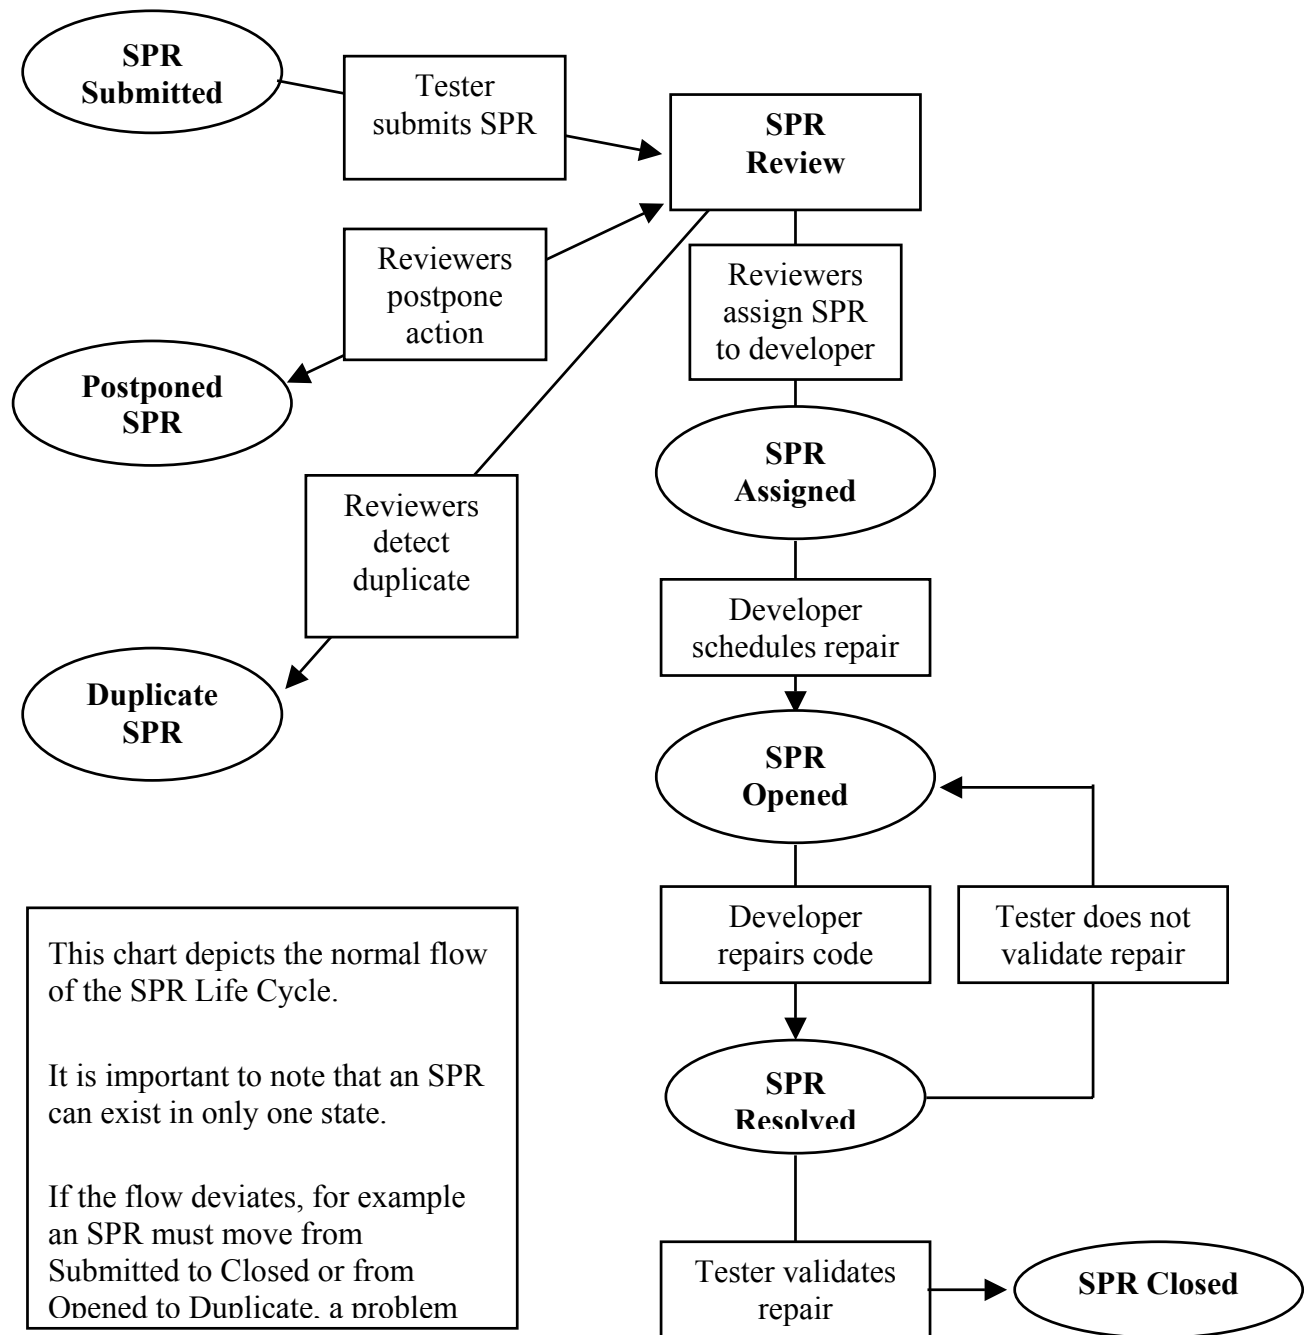 SPR
Submitted
Tester
submits SPR
SPR
Review
Reviewers
postpone
action
Reviewers
assign SPR
to developer
Postponed
SPR
SPR
Assigned
Reviewers
detect
duplicate
Developer
schedules repair
Duplicate
SPR
SPR
Opened
Developer
repairs code
Tester does not
validate repair
This chart depicts the normal flow
of the SPR Life Cycle.
It is important to note that an SPR
can exist in only one state.
If the flow deviates, for example
an SPR must move from
Submitted to Closed or from
Opened to Duplicate, a problem
SPR
Resolved
Tester validates
repair
SPR Closed